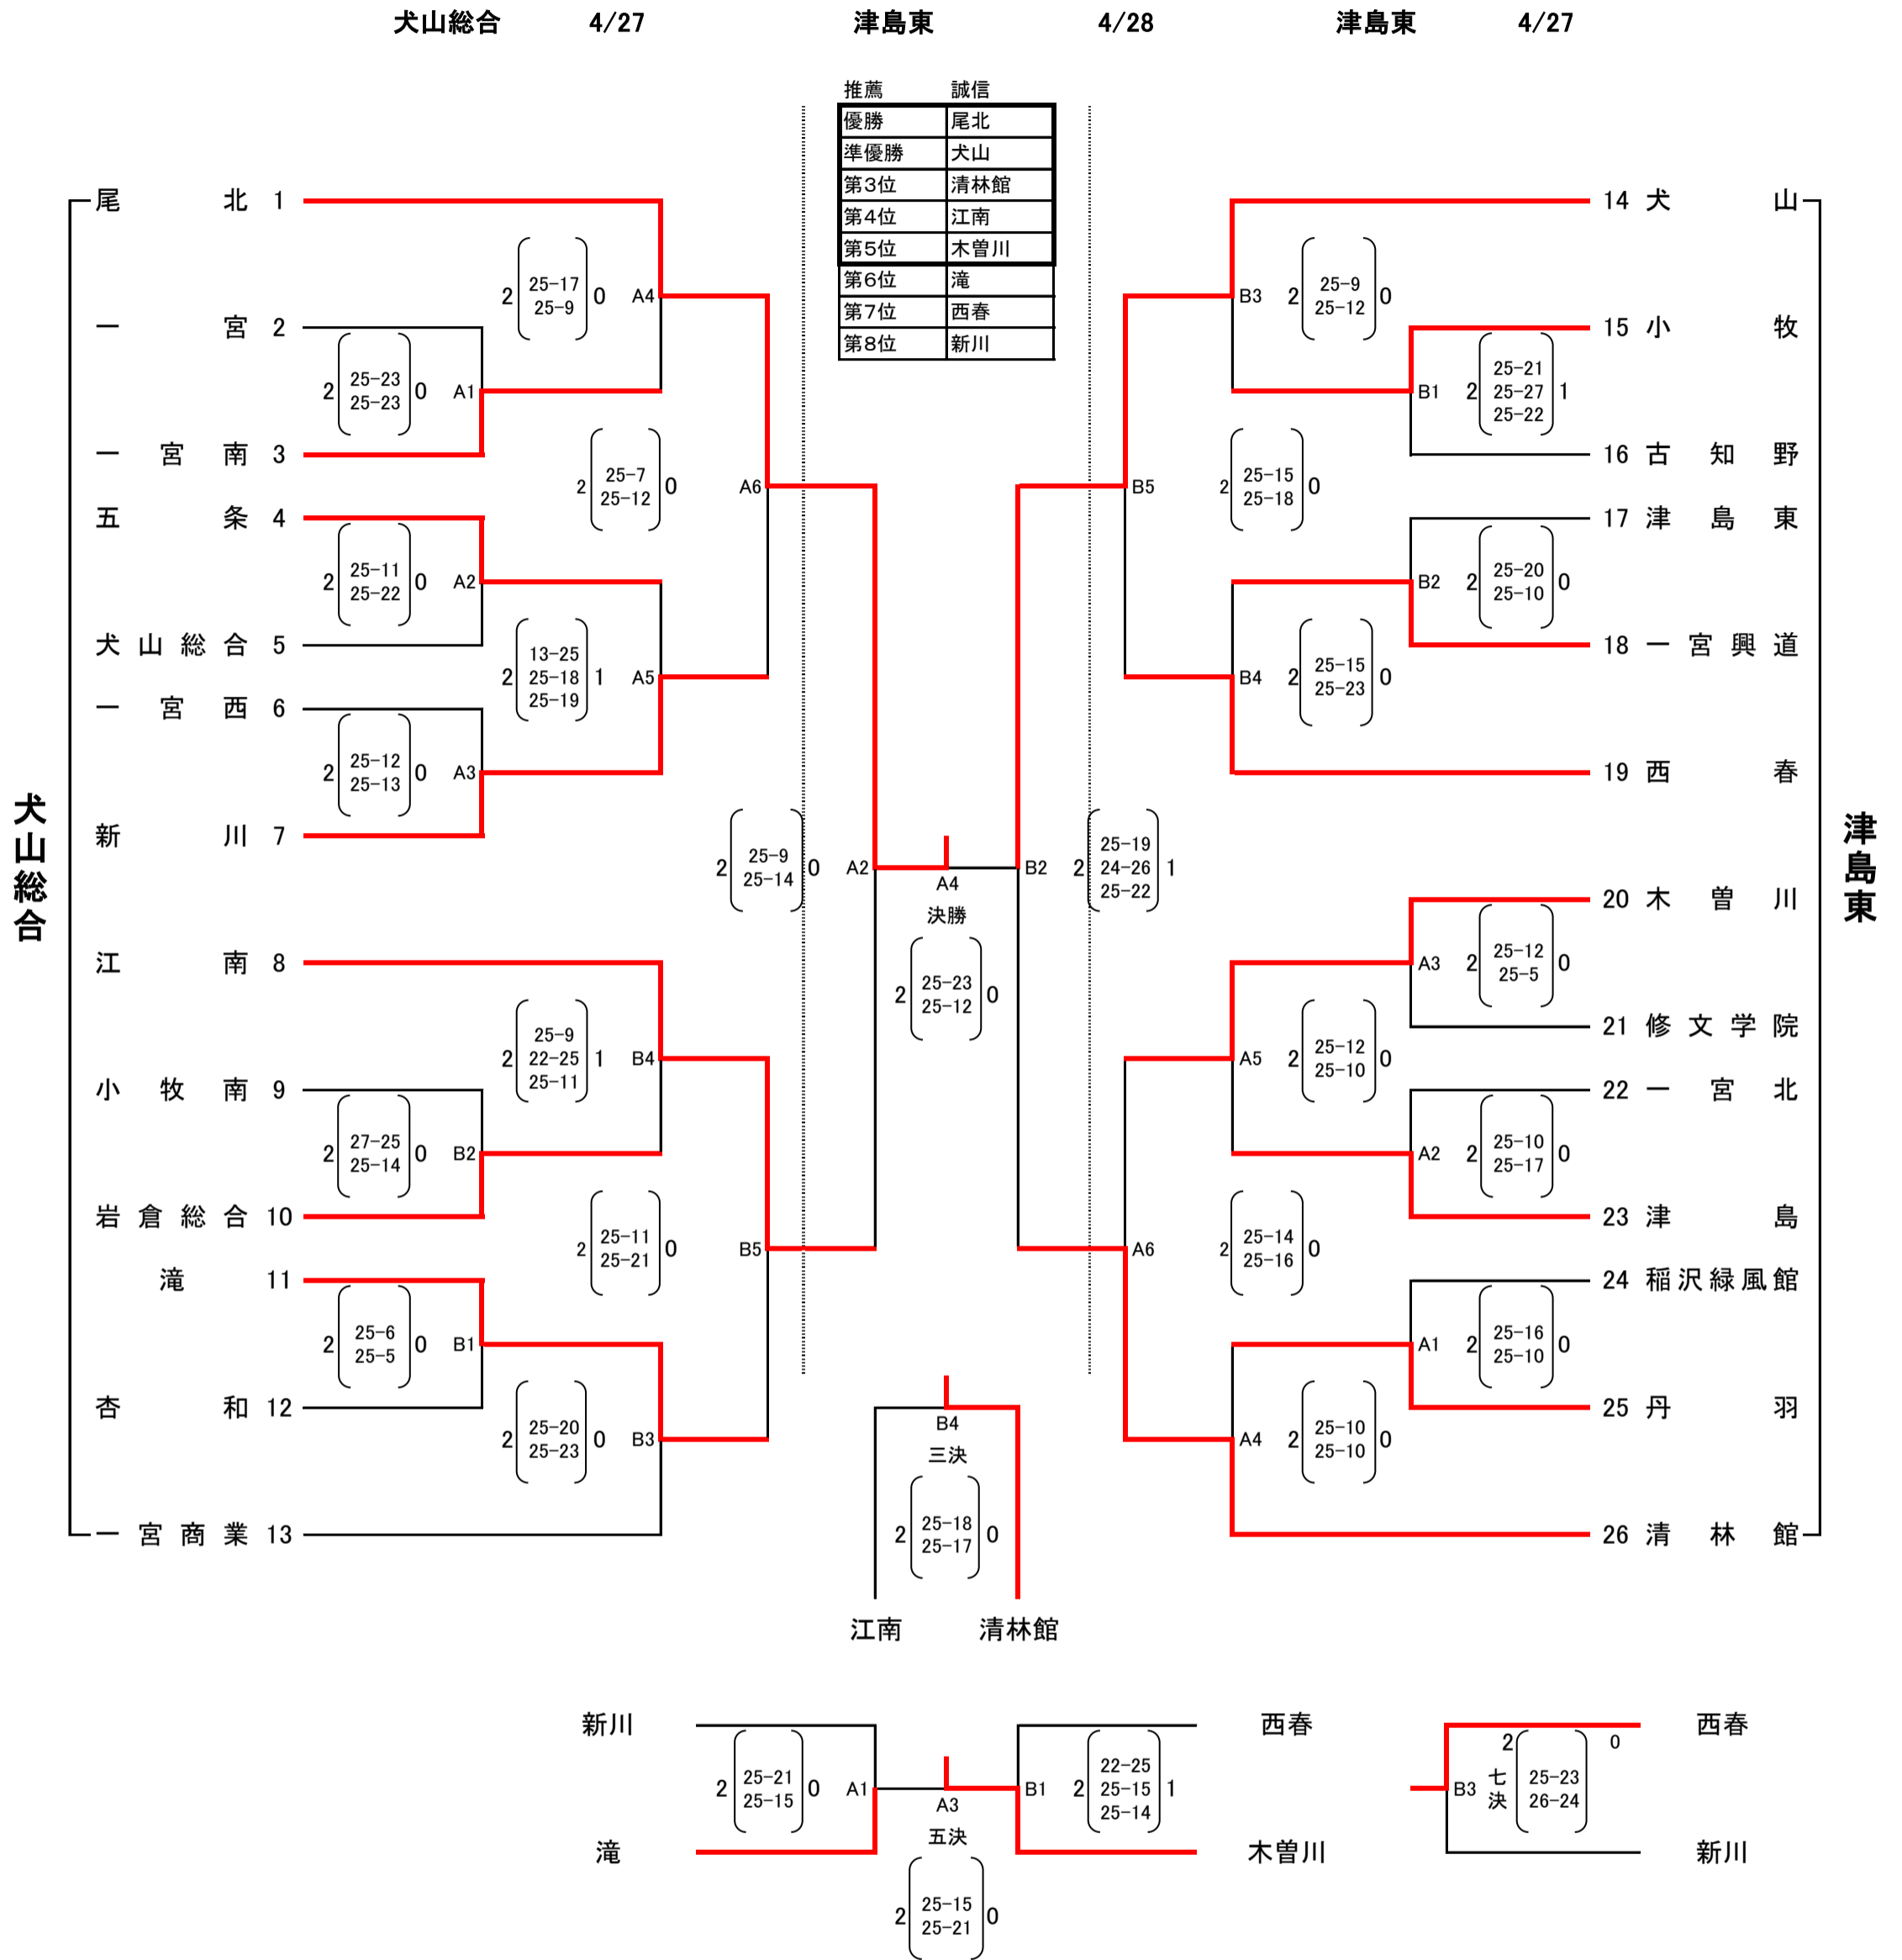 犬山総合 4/27 津島東 4/28 津島東 4/27
推薦 誠信
優勝 尾北
準優勝 犬山
第3位 清林館
第4位 江南
第5位 木曽川
第6位 滝
第7位 西春
第8位 新川
犬山総合
尾北 1
一宮 2
一宮南 3
五条 4
犬山総合 5
一宮西 6
新川 7
江南 8
小牧南 9
岩倉総合 10
滝 11
杏和 12
一宮商業 13
2 25-23 0 A1
25-23
2 25-11 0 A2
25-22
2 25-12 0 A3
25-13
2 27-25 0 B2
25-14
2 25-6 0 B1
25-5
2 25-17 0 A4
25-9
13-25
2 25-18 1 A5
25-19
25-9
2 22-25 1 B4
25-11
2 25-20 0 B3
25-23
2 25-7 0 A6
25-12
2 25-11 0 B5
25-21
2 25-9 0 A2
25-14
A4
決勝
2 25-23 0
25-12
B2 2 25-19 1
24-26
25-22
B4
三決
2 25-18 0
25-17
江南 清林館
B5 2 25-15 0
25-18
A6 2 25-14 0
25-16
B3 2 25-9 0
25-12
B4 2 25-15 0
25-23
A5 2 25-12 0
25-10
A4 2 25-10 0
25-10
B1 2 25-21 1
25-27
25-22
B2 2 25-20 0
25-10
A3 2 25-12 0
25-5
A2 2 25-10 0
25-17
A1 2 25-16 0
25-10
14 犬山
15 小牧
16 古知野
17 津島東
18 一宮興道
19 西春
20 木曽川
21 修文学院
22 一宮北
23 津島
24 稲沢緑風館
25 丹羽
26 清林館
津島東
新川
2 25-21 0 A1
25-15
滝
A3
五決
2 25-15 0
25-21
西春
B1 2 22-25 1
25-15
25-14
木曽川
西春
B3 七決 2 25-23 0
26-24
新川